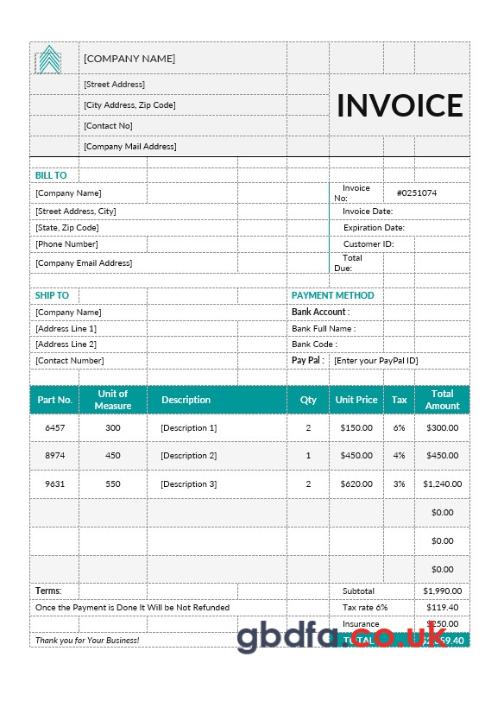 [COMPANY NAME]
[Street Address]
[City Address, Zip Code]
INVOICE
[Contact No]
[Company Mail Address]
BILL TO
[Company Name] Invoice No: #0251074
[Street Address, City] Invoice Date:
[State, Zip Code] Expiration Date:
[Phone Number] Customer ID:
[Company Email Address] Total Due:
SHIP TO PAYMENT METHOD
[Company Name] Bank Account :
[Address Line 1] Bank Full Name :
[Address Line 2] Bank Code :
[Contact Number] Pay Pal : [Enter your PayPal ID]
Part No. Unit of Measure Description Qty Unit Price Tax Total Amount
6457 300 [Description 1] 2 $150.00 6% $300.00
8974 450 [Description 2] 1 $450.00 4% $450.00
9631 550 [Description 3] 2 $620.00 3% $1,240.00
$0.00
$0.00
$0.00
Terms: Subtotal $1,990.00
Once the Payment is Done It Will be Not Refunded Tax rate 6% $119.40
Insurance $250.00
Thank you for Your Business! TOTAL
gbdfa.co.uk